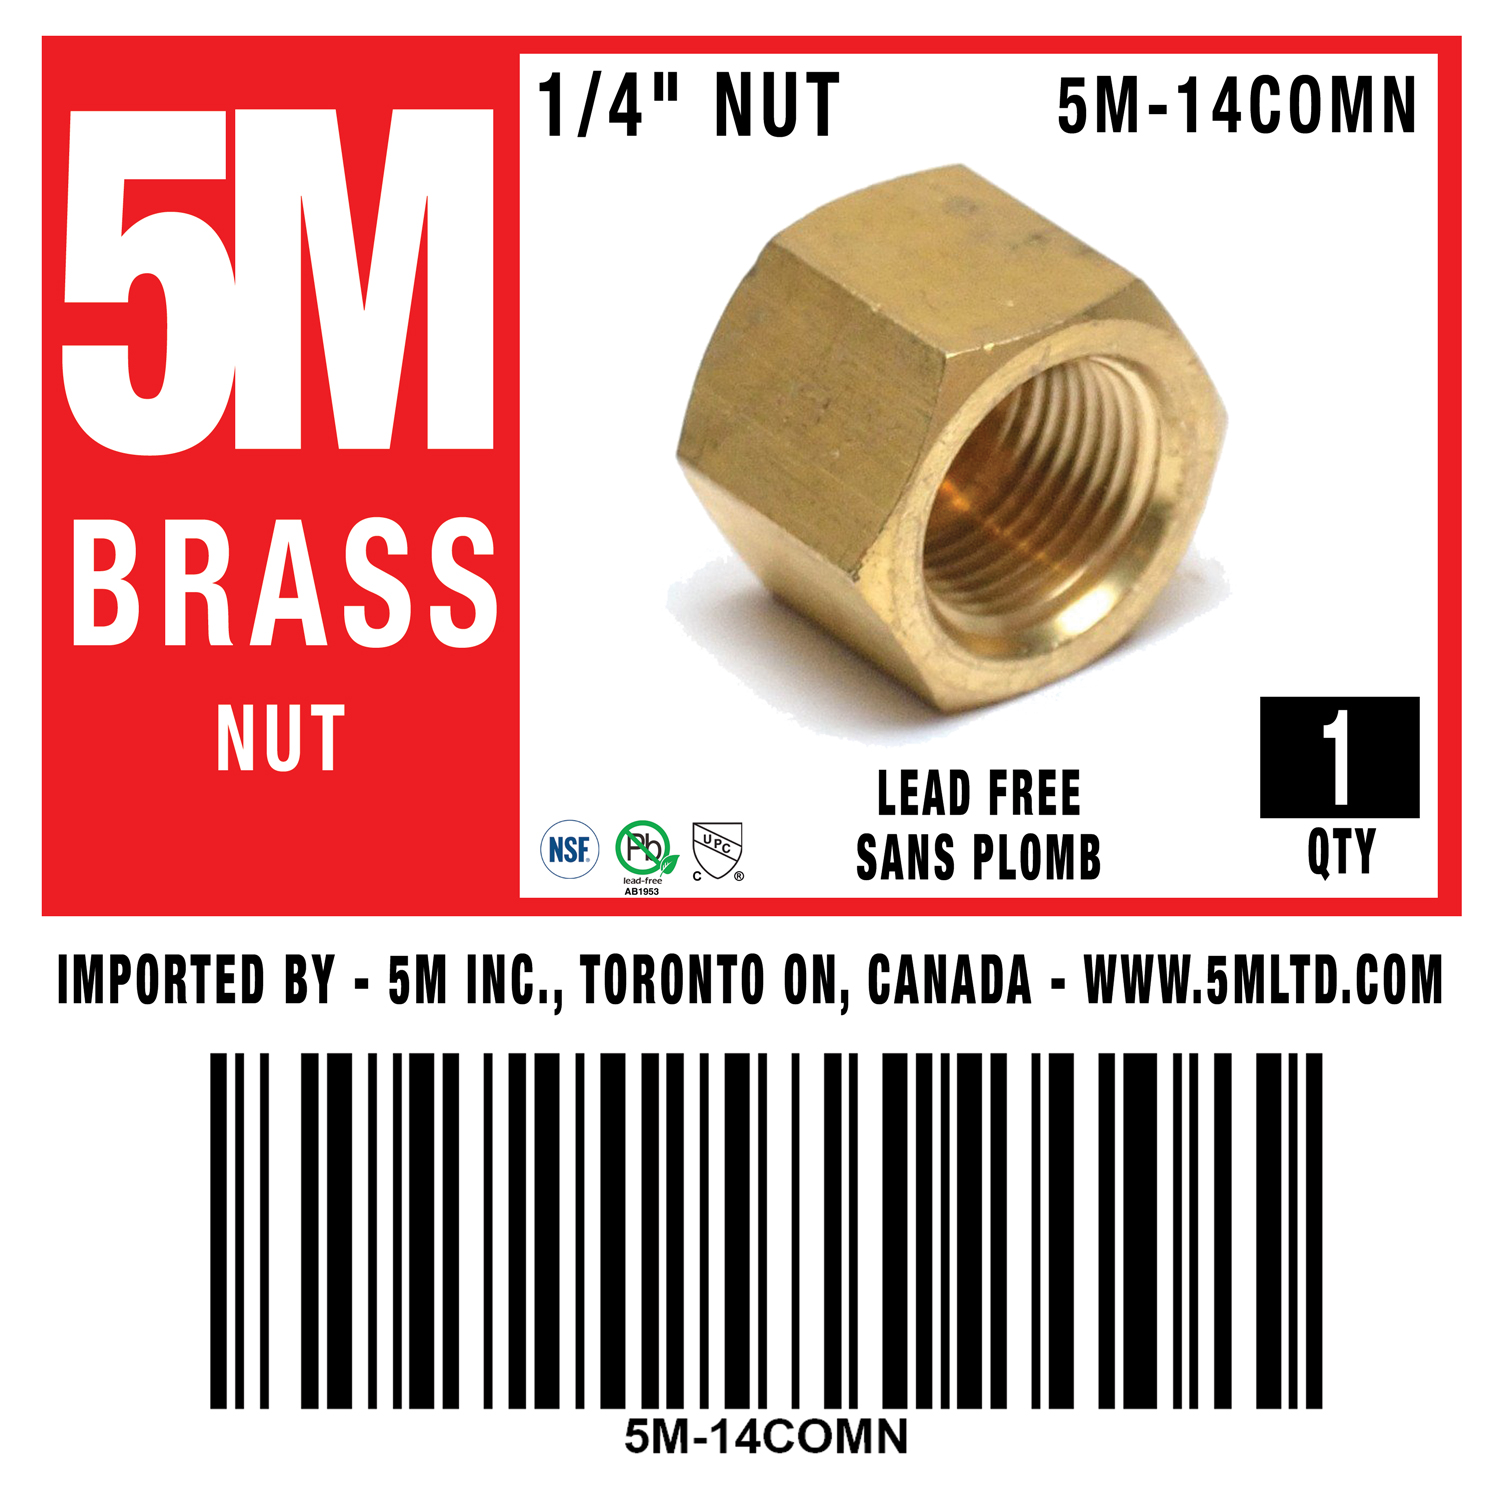 5M
BRASS
NUT
1/4" NUT
5M-14COMN
LEAD FREE
SANS PLOMB
1
QTY
NSF®
Pb
lead-free
AB1953
UPC
C ®
IMPORTED BY - 5M INC., TORONTO ON, CANADA - WWW.5MLTD.COM
5M-14COMN